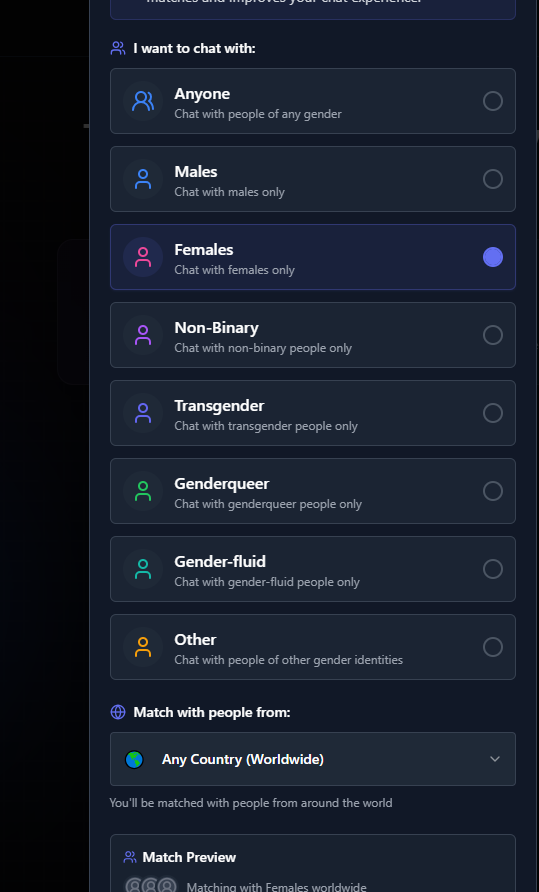 matches and improves your chat experience.
I want to chat with:
Anyone
Chat with people of any gender
Males
Chat with males only
Females
Chat with females only
Non-Binary
Chat with non-binary people only
Transgender
Chat with transgender people only
Genderqueer
Chat with genderqueer people only
Gender-fluid
Chat with gender-fluid people only
Other
Chat with people of other gender identities
Match with people from:
Any Country (Worldwide)
You'll be matched with people from around the world
Match Preview
Matching with Females worldwide